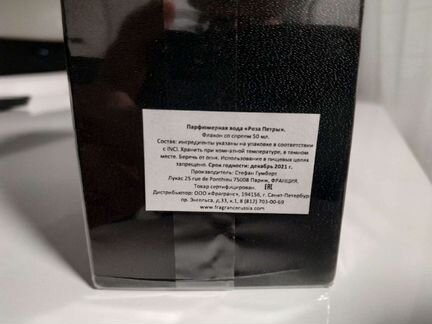 Парфюмерная вода «Роза Петры».
Флакон со спреем 50 мл.
Состав: ингредиенты указаны на упаковке в соответствии
с INCI. Хранить при комнатной температуре, в темном
месте. Беречь от огня. Использование в пищевых целях
запрещено. Срок годности: декабрь 2021 г.
Производитель: Стефан Гумберт
Лукас 25 rue de Ponthieu 75008 Париж, ФРАНЦИЯ.
Товар сертифицирован. EAC
Дистрибьютор: ООО «Фрагранс», 194156, г. Санкт-Петербург
пр. Энгельса, д.33, к.1, 8 (812) 703-00-69
www.fragrancerussia.com